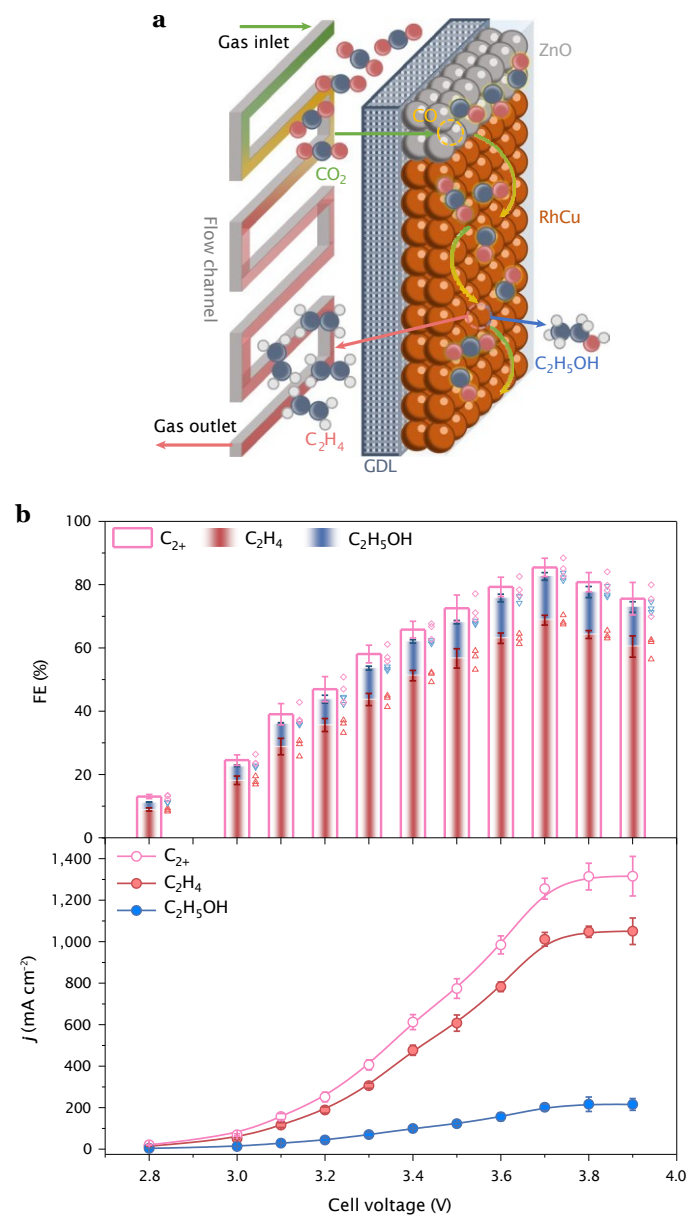 a
Gas inlet
ZnO
CO
CO₂
RhCu
Flow channel
C₂H₅OH
Gas outlet
C₂H₄
GDL
b
C₂₊ C₂H₄ C₂H₅OH
100
80
60
40
20
0
FE (%)
C₂₊
C₂H₄
C₂H₅OH
1,400
1,200
1,000
800
600
400
200
0
j (mA cm⁻²)
2.8 3.0 3.2 3.4 3.6 3.8 4.0
Cell voltage (V)